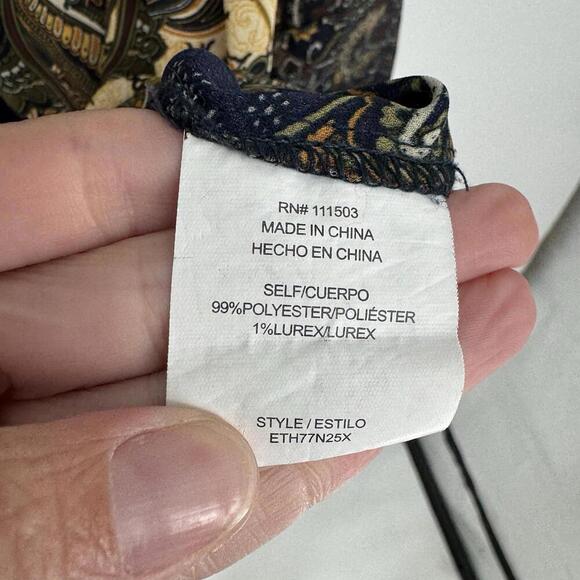 RN# 111503
MADE IN CHINA
HECHO EN CHINA
SELF/CUERPO
99%POLYESTER/POLIÉSTER
1%LUREX/LUREX
STYLE / ESTILO
ETH77N25X